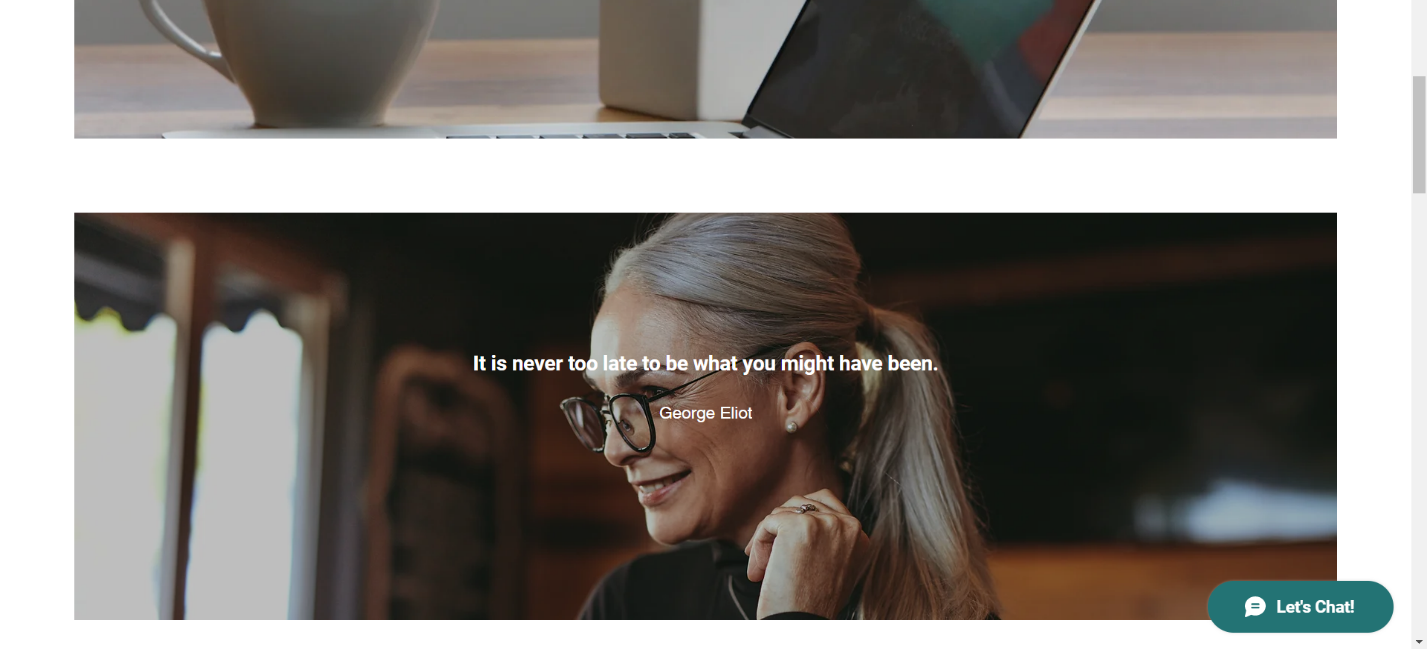 It is never too late to be what you might have been.
George Eliot
Let's Chat!